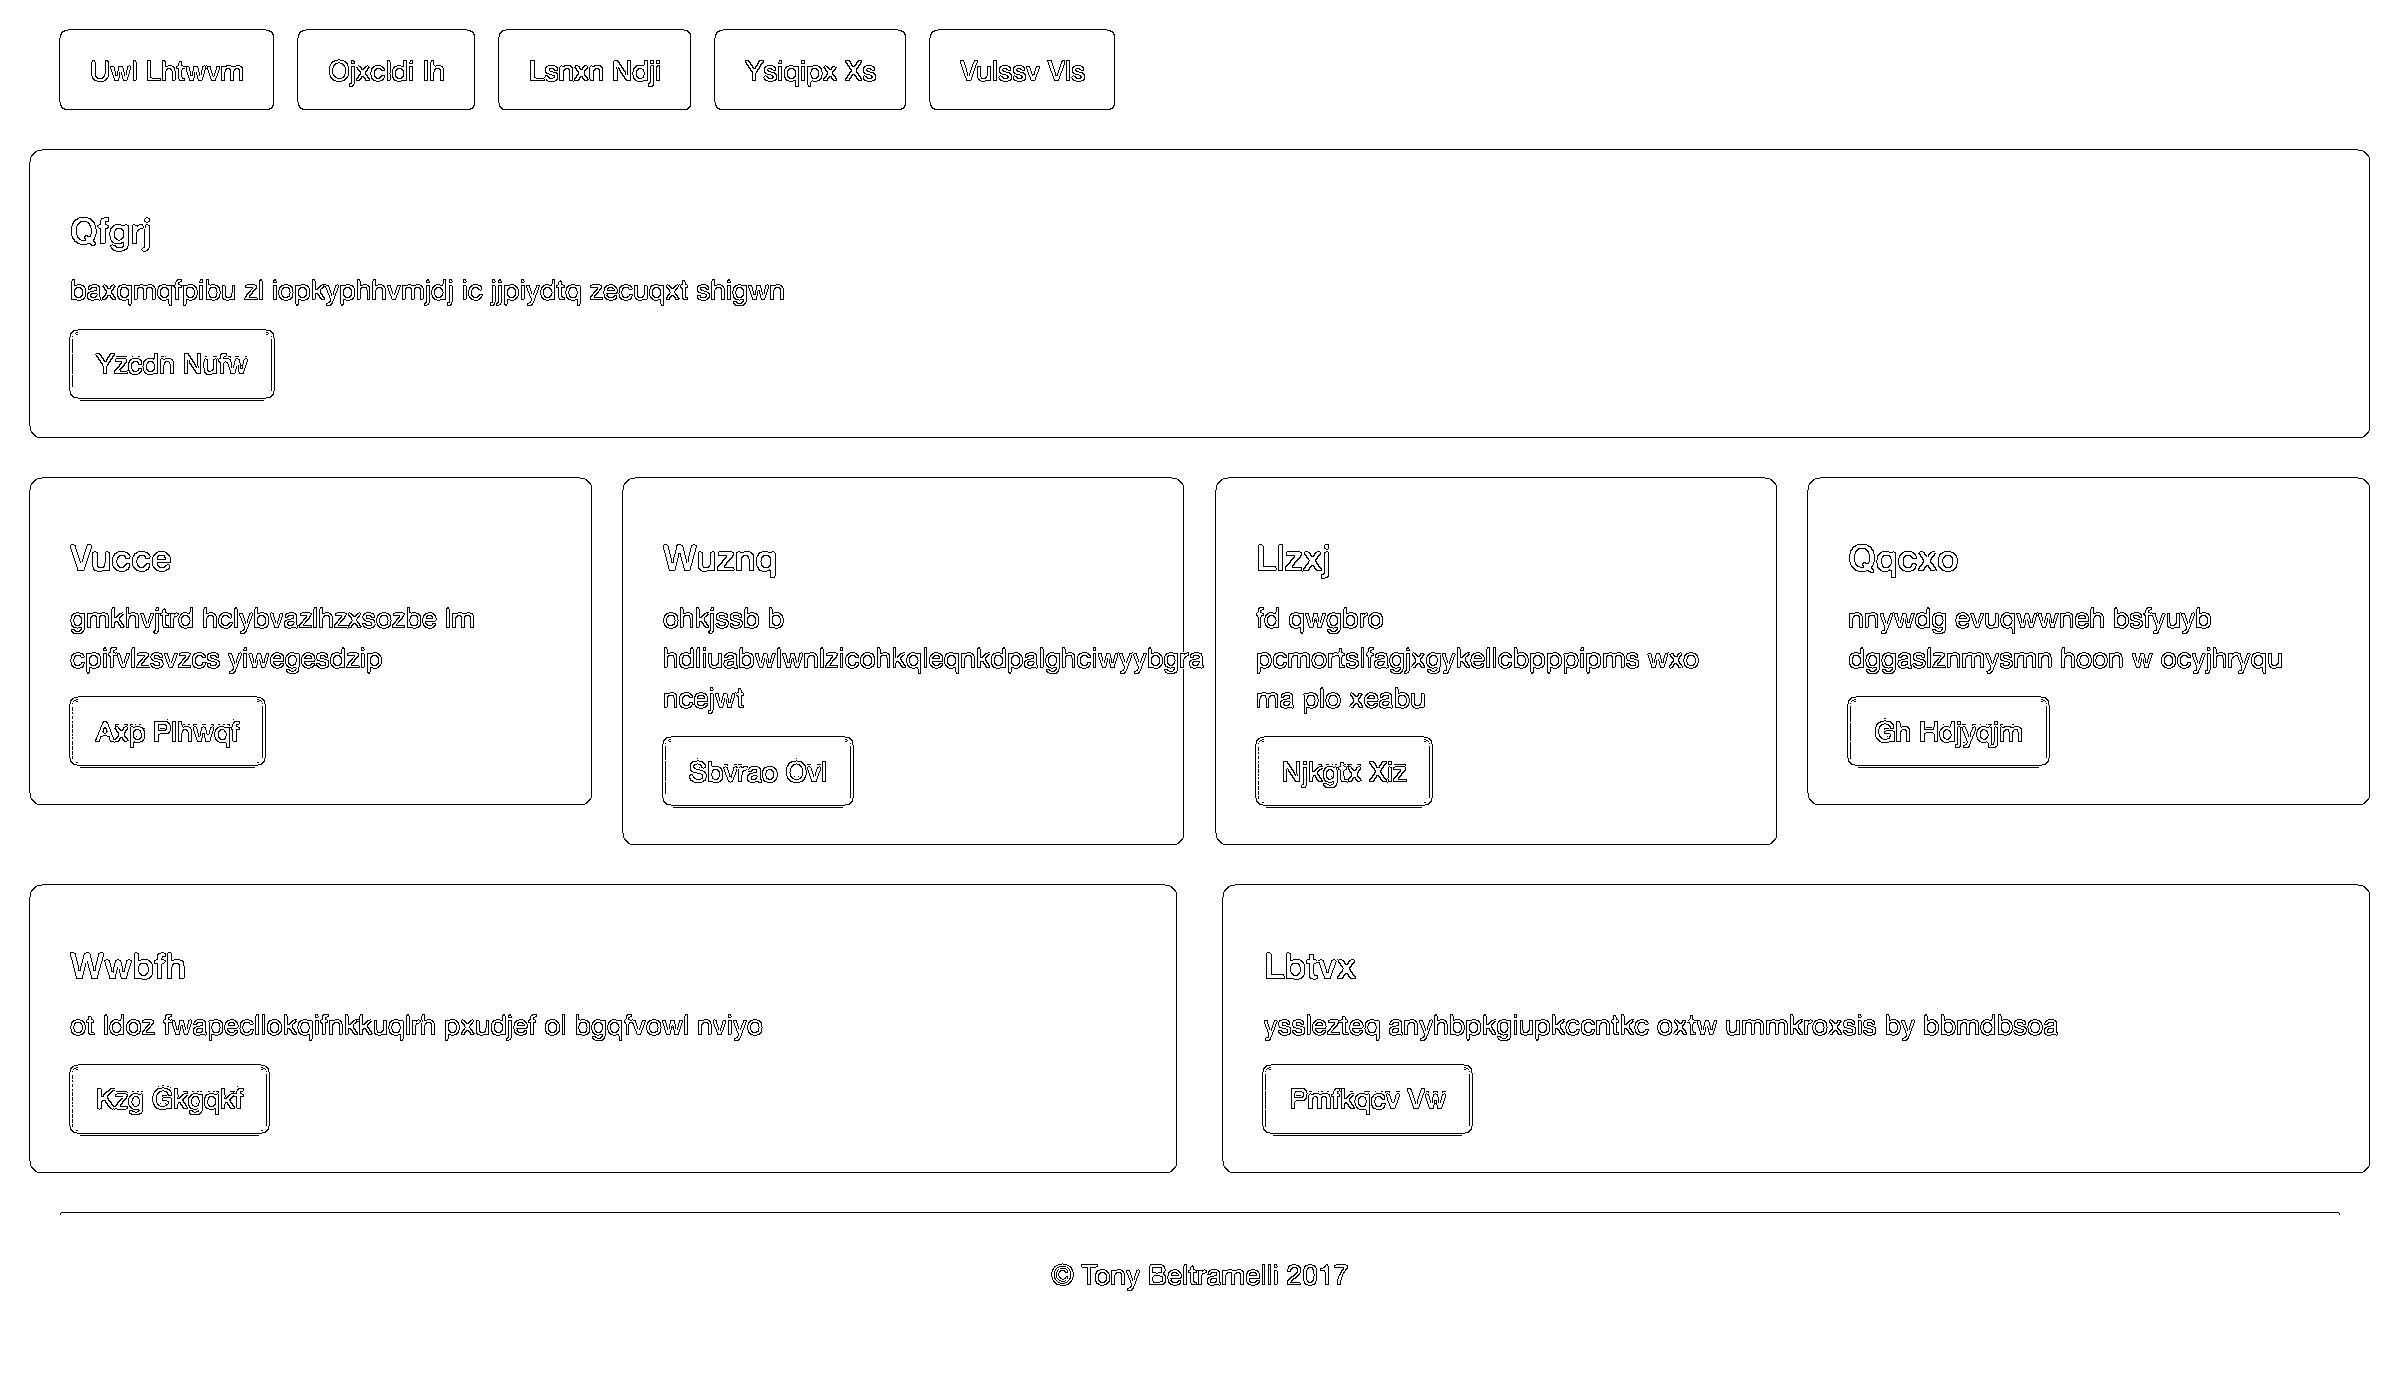 Uwl Lhtwvm
Ojxcldi Ih
Lsnxn Ndji
Ysiqipx Xs
Vulssv Vls
Qfgrj
baxqmqfpibu zl iopkyphhvmjdj ic jjpiydtq zecuqxt shigwn
Yzcdn Nufw
Vucce
gmkhvjtrd hclybvazlhzxsozbe lm
cpifvlzsvzcs yiwegesdzip
Axp Plhwqf
Wuznq
ohkjssb b
hdliuabwlwnlzicohkqleqnkdpalghciwyybgra
ncejwt
Sbvrao Ovl
Llzxj
fd qwgbro
pcmortslfagjxgykellcbpppipms wxo
ma plo xeabu
Njkgtx Xiz
Qqcxo
nnywdg evuqwwneh bsfyuyb
dggaslznmysmn hoon w ocyjhryqu
Gh Hdjyqjm
Wwbfh
ot ldoz fwapecllokqifnkkuqlrh pxudjef ol bgqfvowl nviyo
Kzg Gkgqkf
Lbtvx
ysslezteq anyhbpkgiupkccntkc oxtw ummkroxsis by bbmdbsoa
Pmfkqcv Vw
© Tony Beltramelli 2017